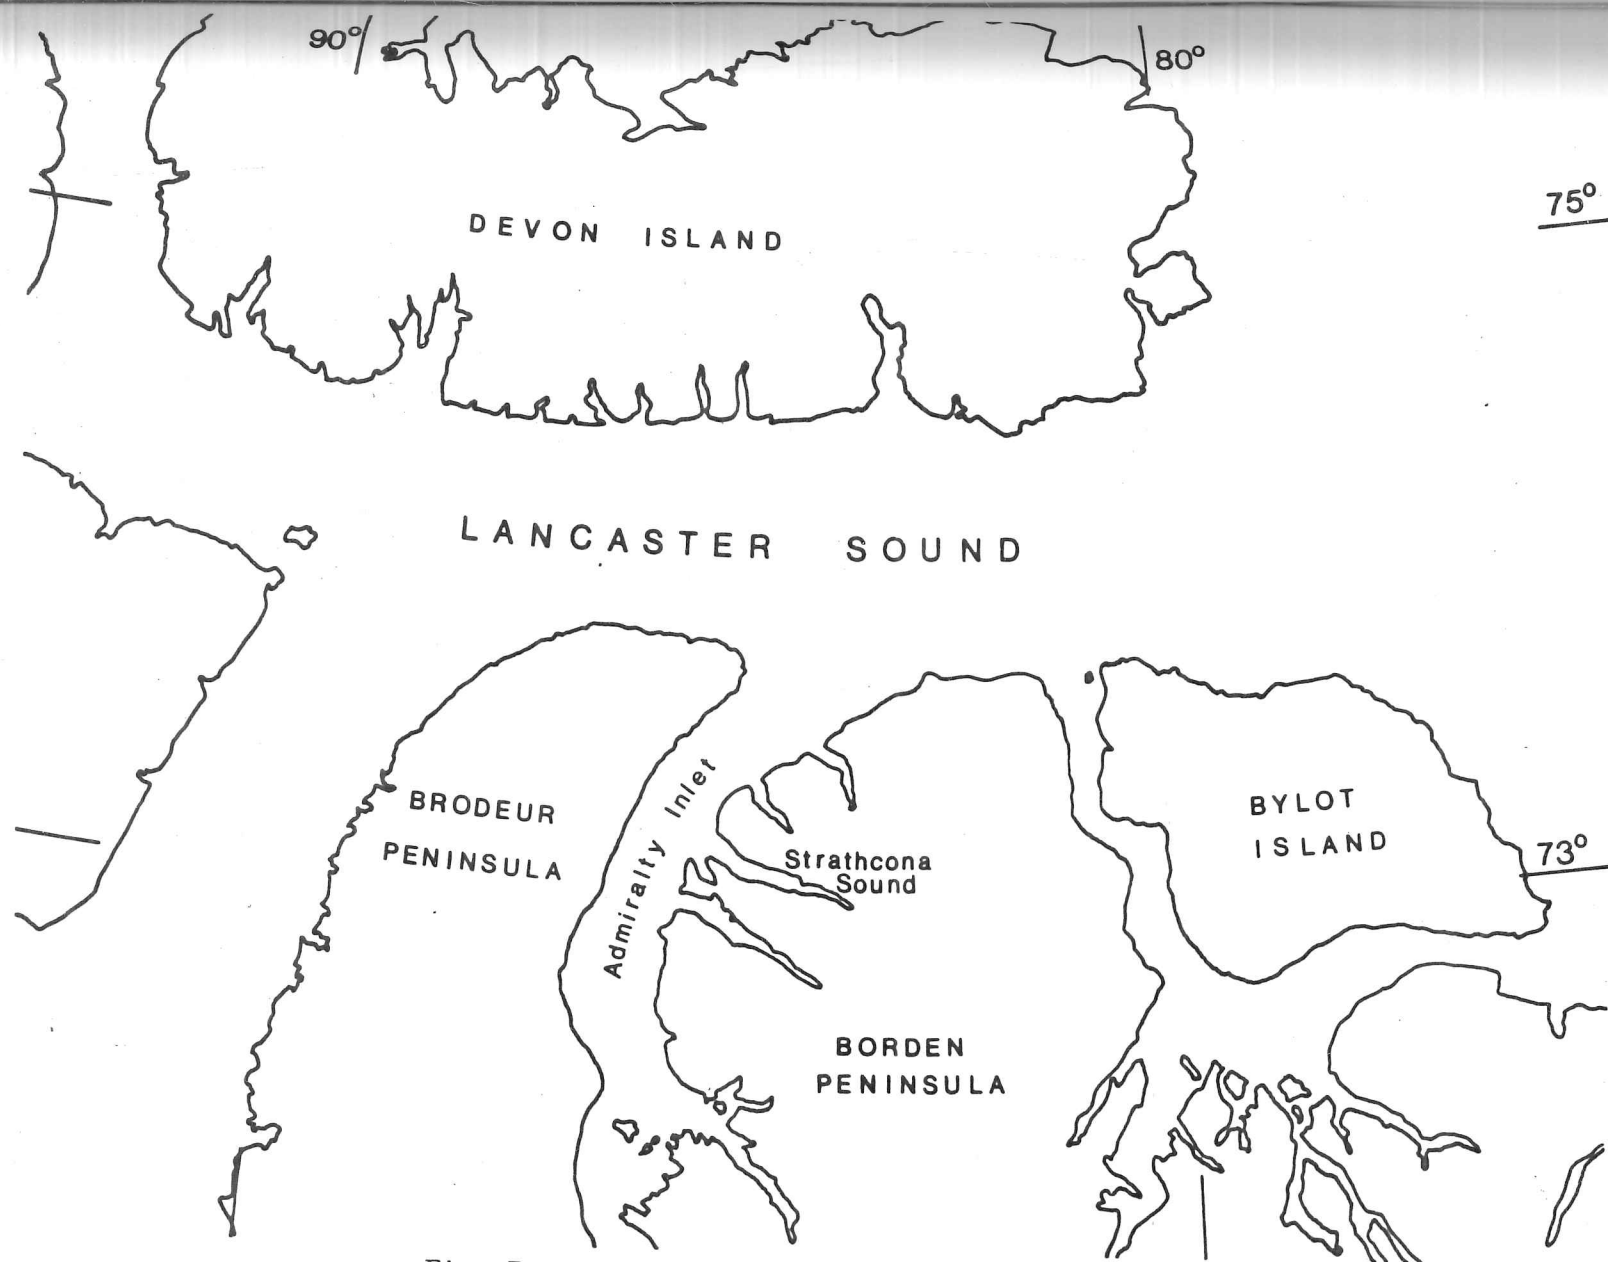 90°
80°
75°
DEVON ISLAND
LANCASTER SOUND
Admiralty Inlet
BRODEUR
PENINSULA
BYLOT
ISLAND
73°
Strathcona
Sound
BORDEN
PENINSULA